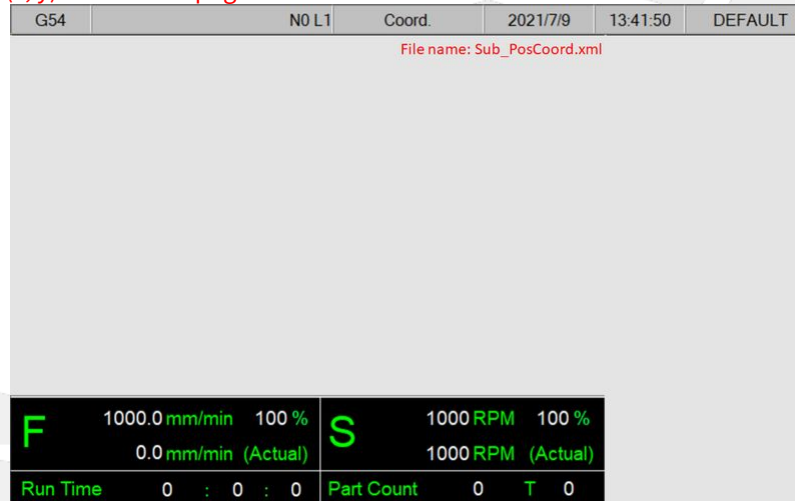 G54 N0 L1 Coord. 2021/7/9 13:41:50 DEFAULT
File name: Sub_PosCoord.xml
F 1000.0 mm/min 100 % S 1000 RPM 100 %
0.0 mm/min (Actual) 1000 RPM (Actual)
Run Time 0 : 0 : 0 Part Count 0 T 0